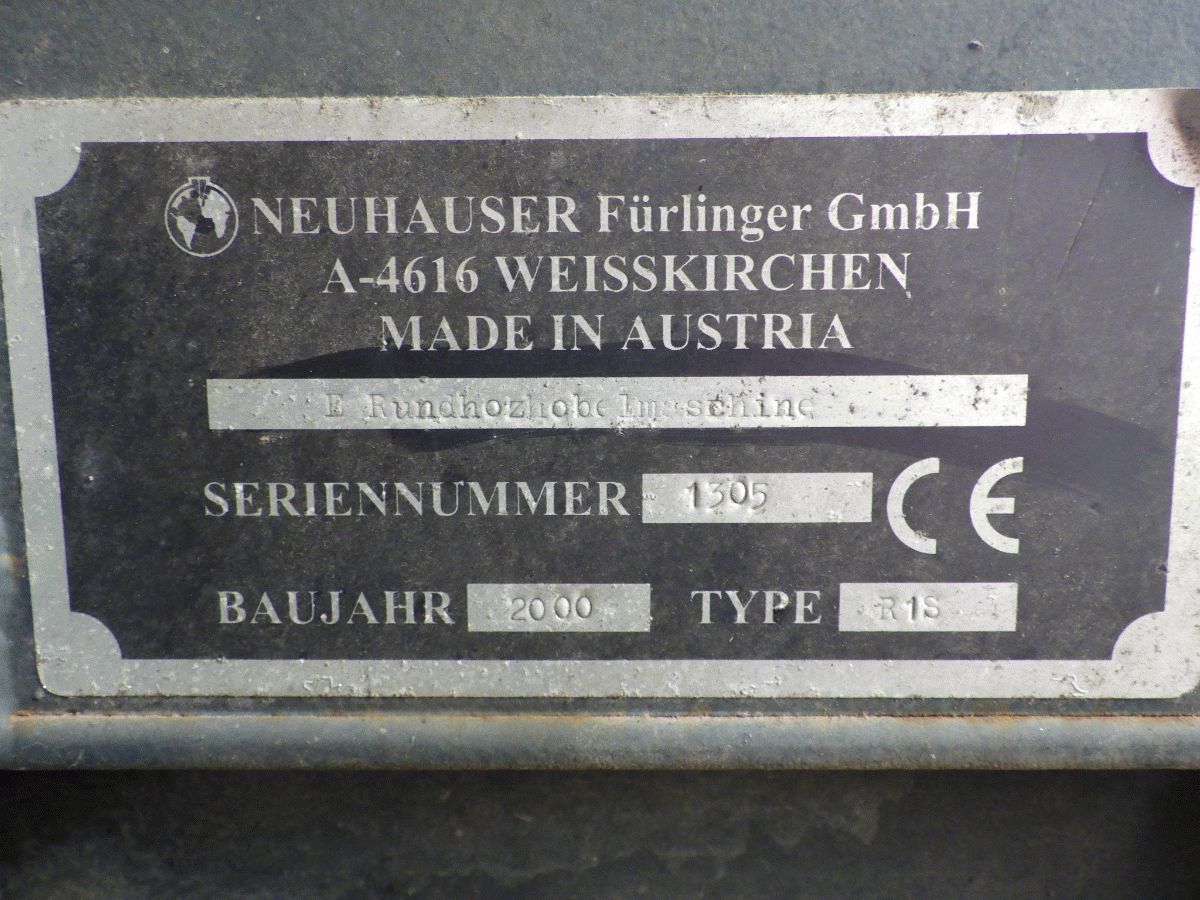 NEUHAUSER Fürlinger GmbH
A-4616 WEISSKIRCHEN
MADE IN AUSTRIA
E Rundhozhobelmaschine
SERIENNUMMER 1305 CE
BAUJAHR 2000 TYPE R1S